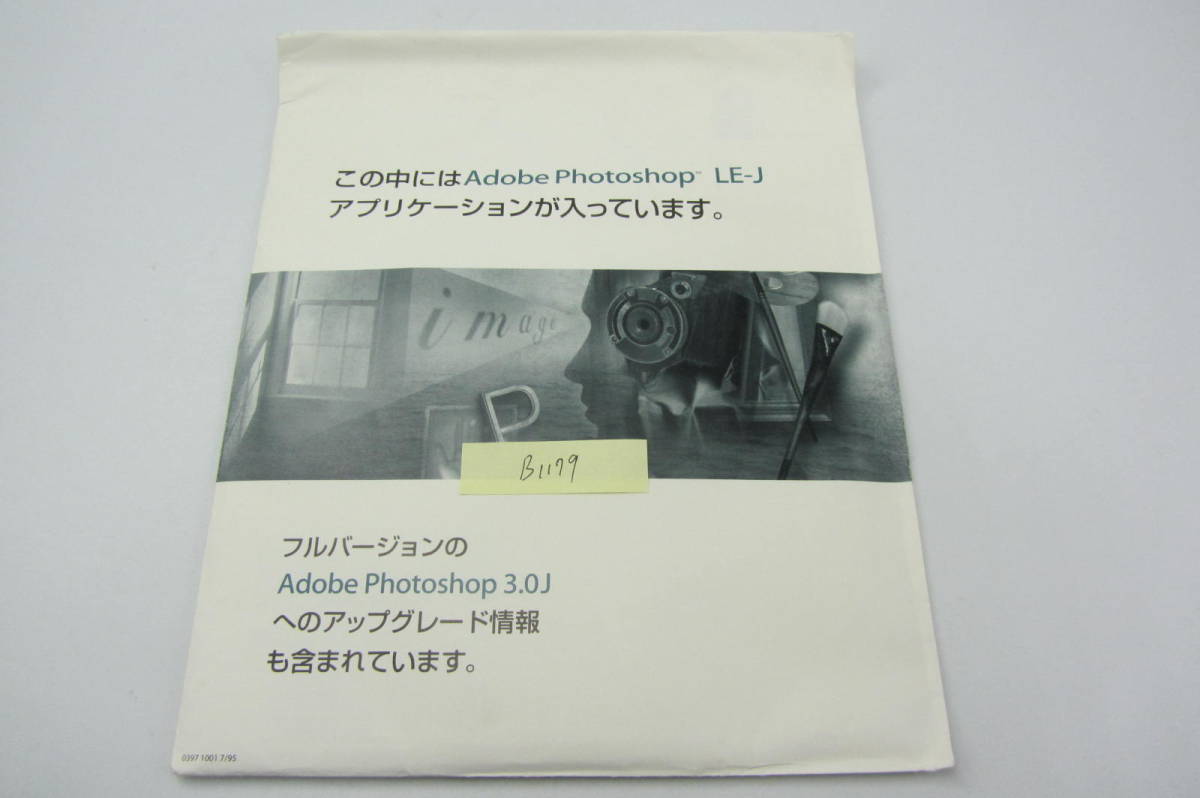 この中にはAdobe Photoshop™ LE-J
アプリケーションが入っています。
image
P
B1179
フルバージョンの
Adobe Photoshop 3.0J
へのアップグレード情報
も含まれています。
0397 1001 7/95